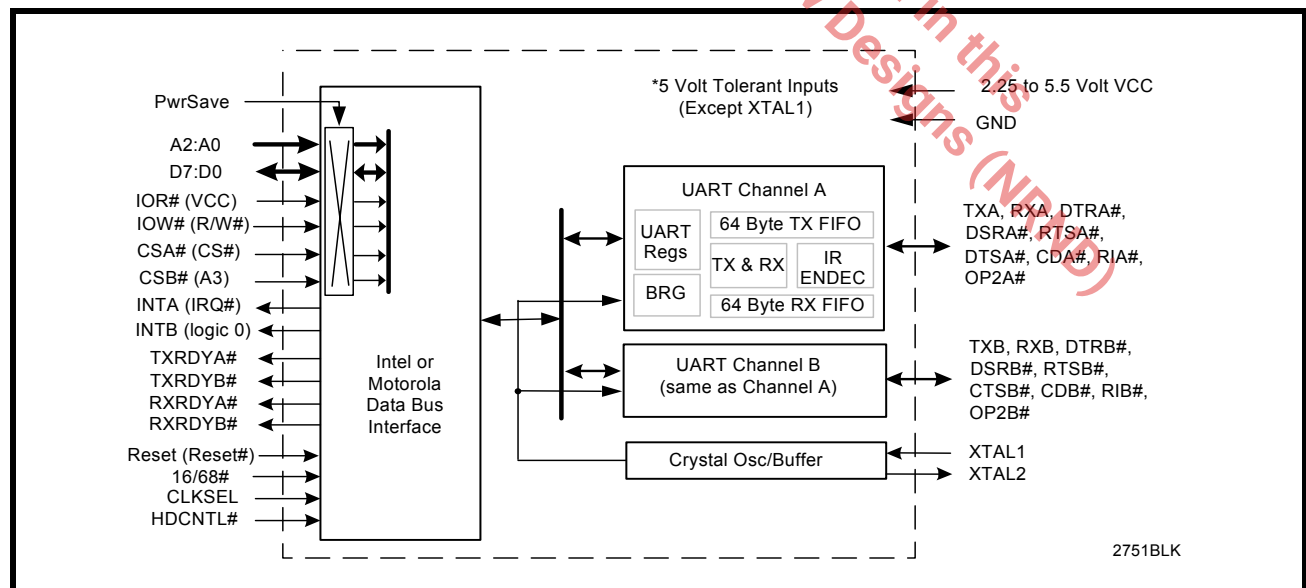 in this
Designs (NRND)
PwrSave
A2:A0
D7:D0
IOR# (VCC)
IOW# (R/W#)
CSA# (CS#)
CSB# (A3)
INTA (IRQ#)
INTB (logic 0)
TXRDYA#
TXRDYB#
RXRDYA#
RXRDYB#
Reset (Reset#)
16/68#
CLKSEL
HDCNTL#
Intel or
Motorola
Data Bus
Interface
*5 Volt Tolerant Inputs
(Except XTAL1)
2.25 to 5.5 Volt VCC
GND
UART Channel A
UART
Regs
64 Byte TX FIFO
TX & RX
IR
ENDEC
BRG
64 Byte RX FIFO
TXA, RXA, DTRA#,
DSRA#, RTSA#,
DTSA#, CDA#, RIA#,
OP2A#
UART Channel B
(same as Channel A)
TXB, RXB, DTRB#,
DSRB#, RTSB#,
CTSB#, CDB#, RIB#,
OP2B#
Crystal Osc/Buffer
XTAL1
XTAL2
2751BLK